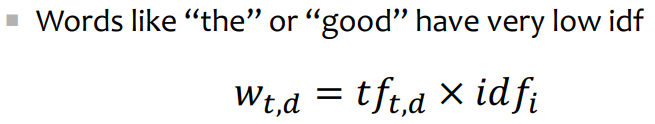 ▪ Words like “the” or “good” have very low idf
w_{t,d} = tf_{t,d} × idf_i